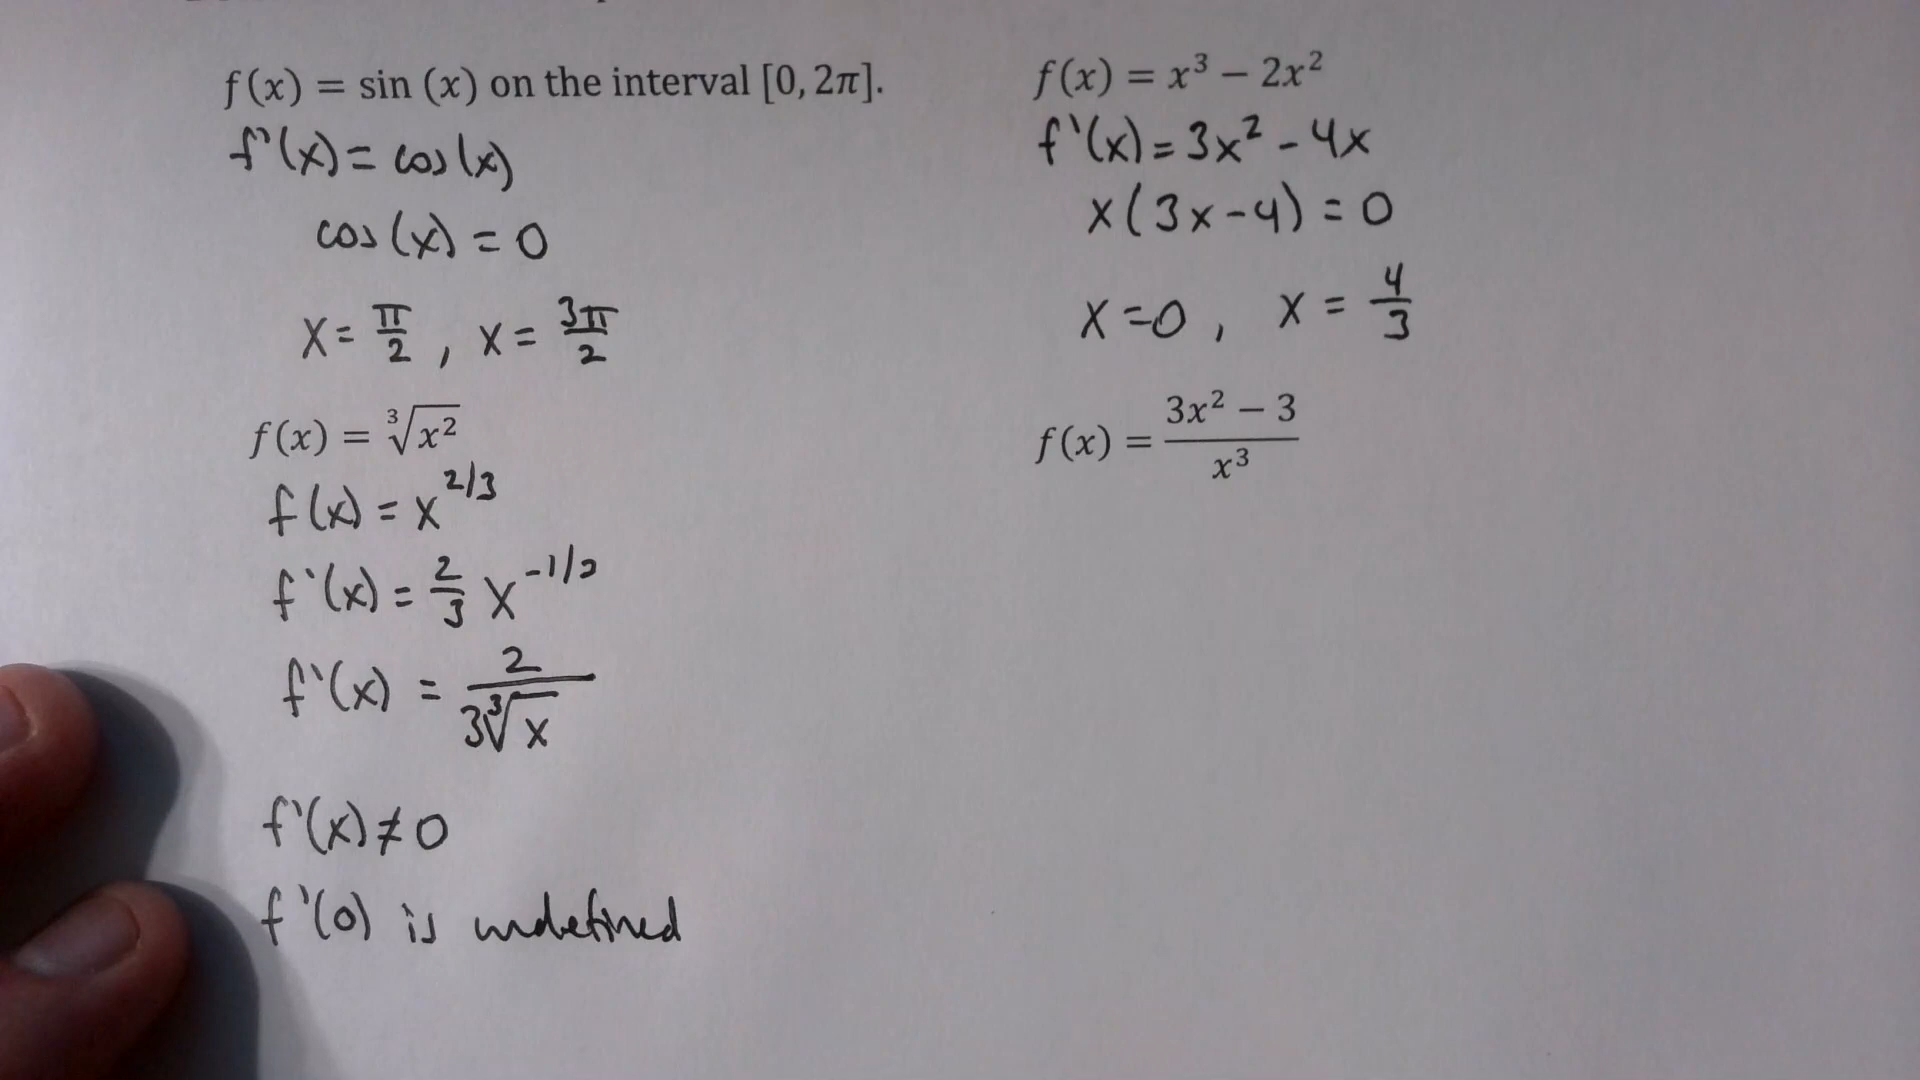 f(x) = sin (x) on the interval [0, 2π].
f'(x) = cos(x)
cos(x) = 0
x = π/2 , x = 3π/2
f(x) = ∛x²
f(x) = x^2/3
f'(x) = 2/3 x^-1/3
f'(x) = 2/(3∛x)
f'(x) ≠ 0
f'(0) is undefined
f(x) = x³ − 2x²
f'(x) = 3x² - 4x
x(3x-4) = 0
x = 0 , x = 4/3
f(x) = (3x² − 3)/x³